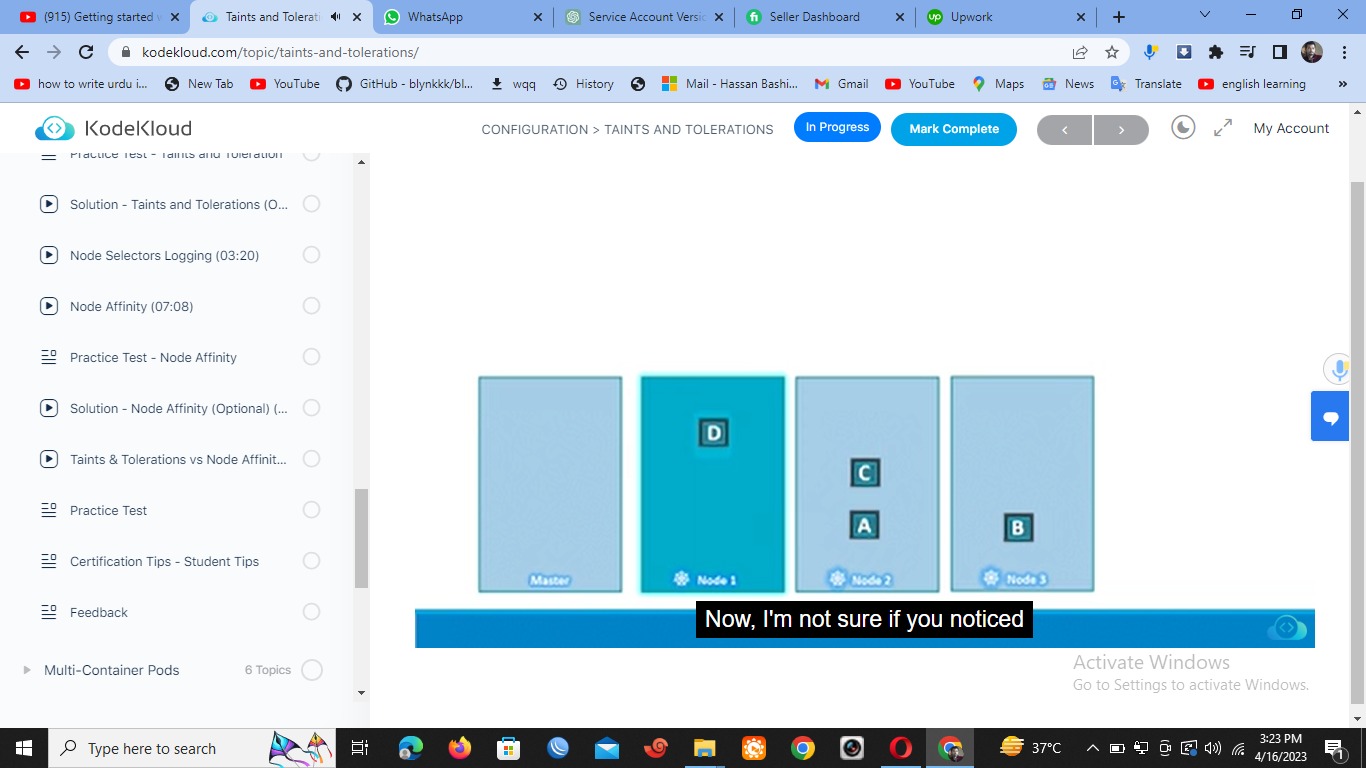 (915) Getting started v
Taints and Tolerati
WhatsApp
Service Account Versio
Seller Dashboard
Upwork
kodekloud.com/topic/taints-and-tolerations/
how to write urdu i...
New Tab
YouTube
GitHub - blynkkk/bl...
wqq
History
Mail - Hassan Bashi...
Gmail
YouTube
Maps
News
Translate
english learning
»
KodeKloud
CONFIGURATION > TAINTS AND TOLERATIONS
In Progress
Mark Complete
My Account
Practice Test - Taints and Toleration
Solution - Taints and Tolerations (O...
Node Selectors Logging (03:20)
Node Affinity (07:08)
Practice Test - Node Affinity
Solution - Node Affinity (Optional) (...
Taints & Tolerations vs Node Affinit...
Practice Test
Certification Tips - Student Tips
Feedback
Multi-Container Pods
6 Topics
D
C
A
B
Master
Node 1
Node 2
Node 3
Now, I'm not sure if you noticed
Activate Windows
Go to Settings to activate Windows.
Type here to search
37°C
3:23 PM
4/16/2023
1